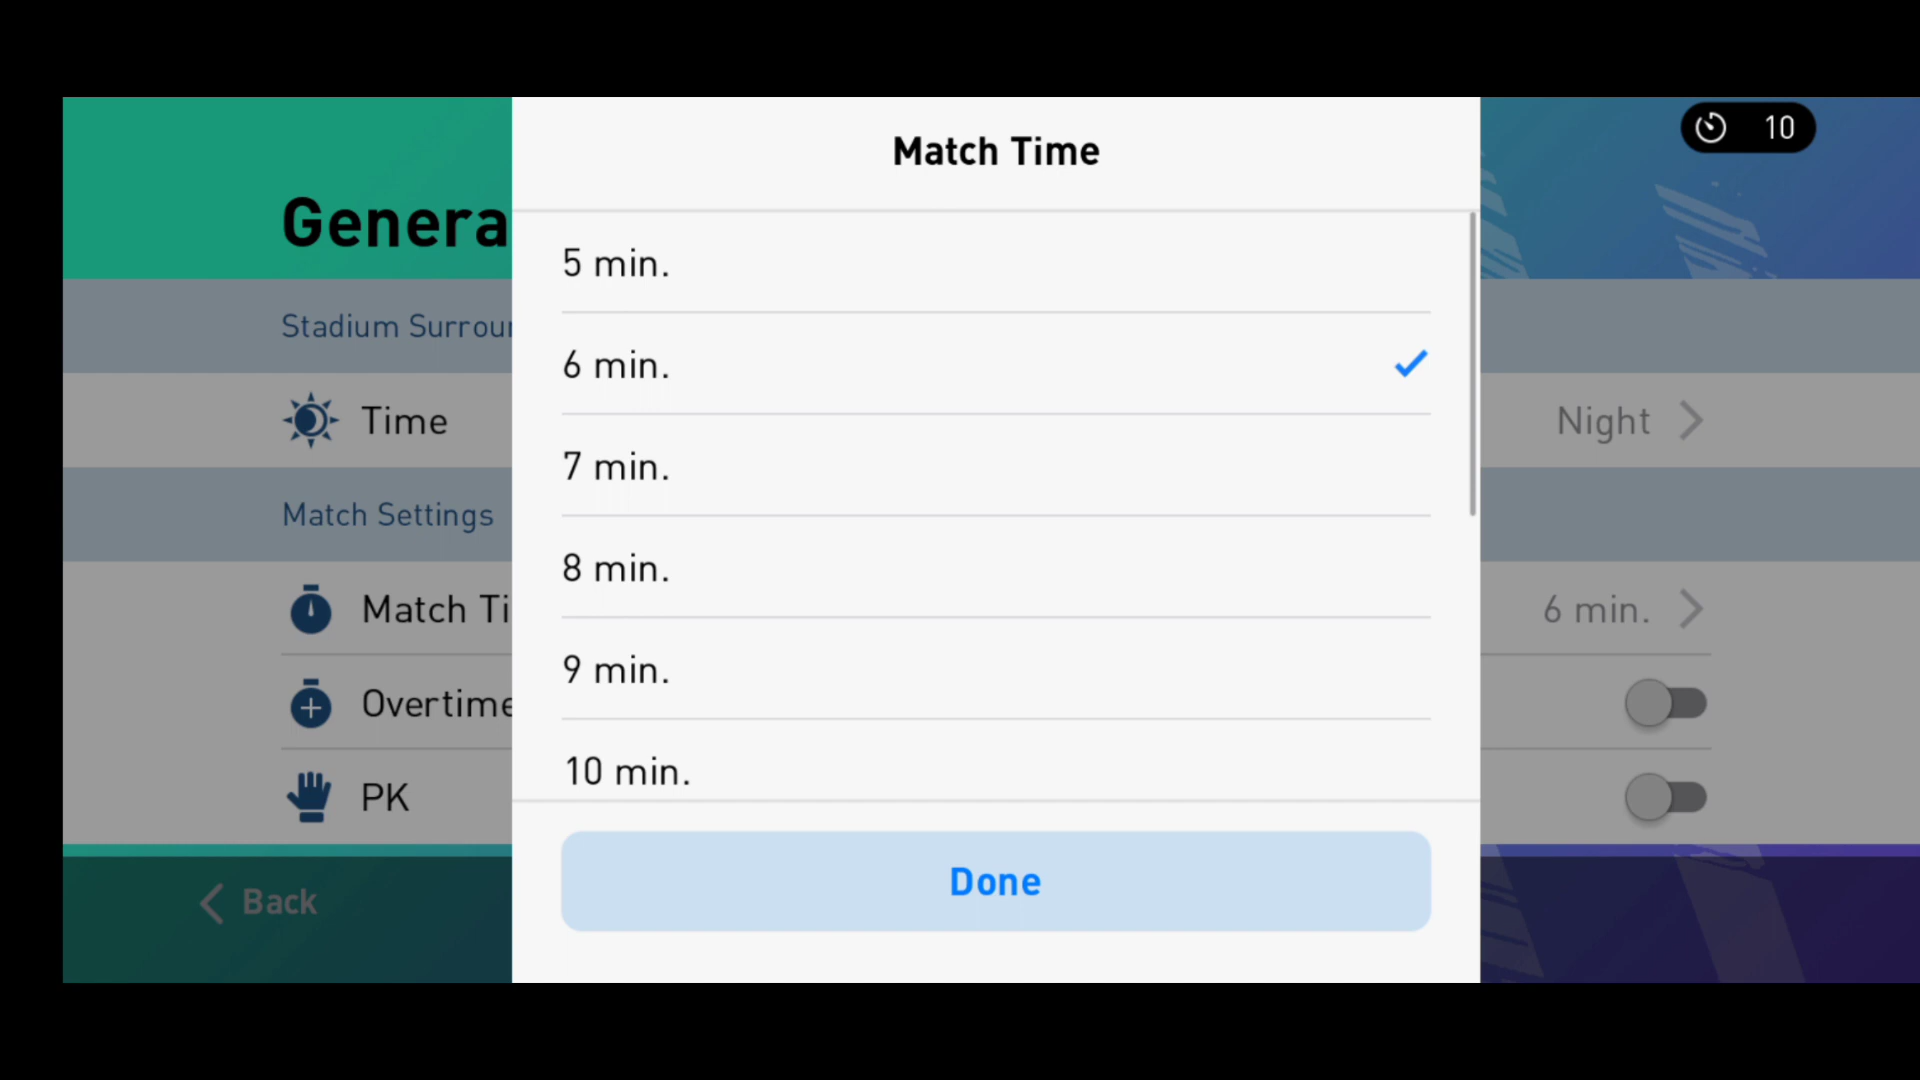 Match Time
10
Genera
5 min.
Stadium Surrour
6 min.
Time
Night
7 min.
Match Settings
8 min.
Match Ti
6 min.
9 min.
Overtime
10 min.
PK
Done
Back